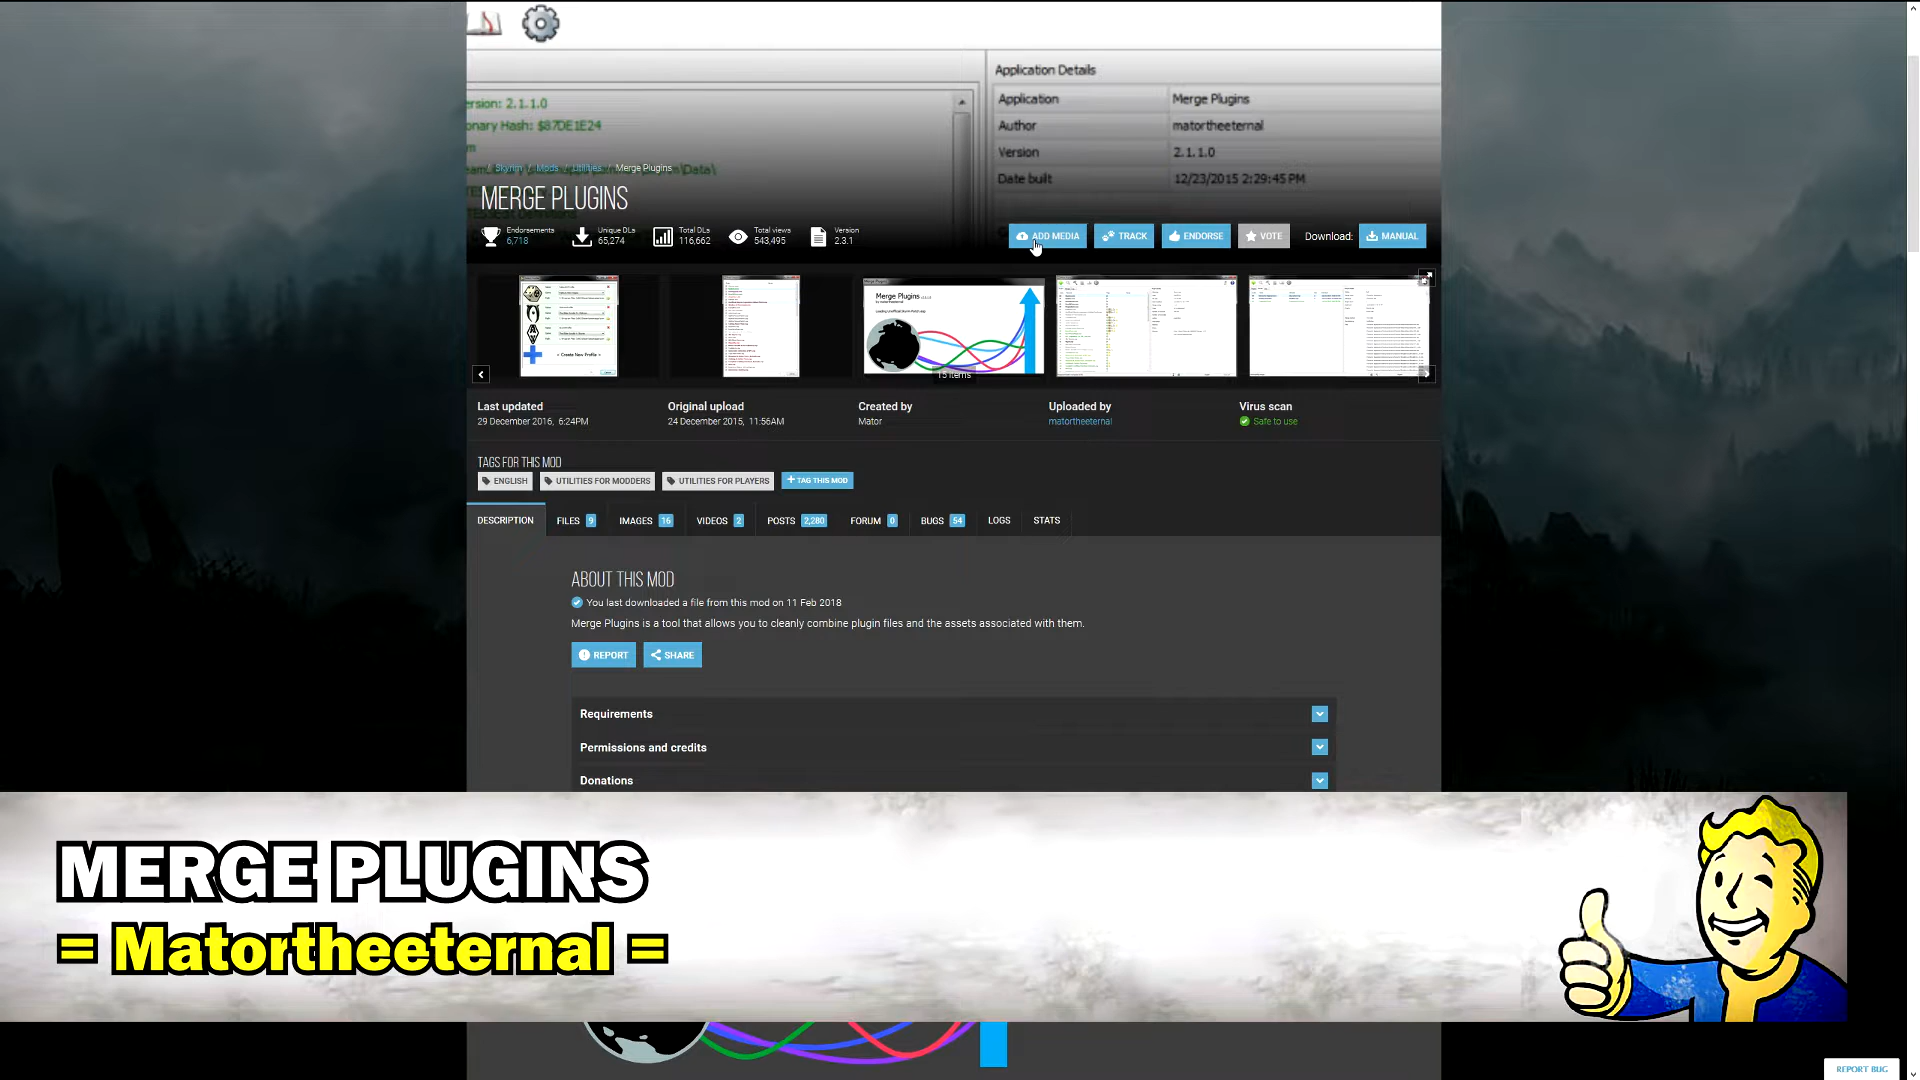 Application Details
ersion: 2.1.1.0
Application Merge Plugins
onary Hash: $87DE1E24
Author matortheeternal
Version 2.1.1.0
/ Skyrim / Mods / Utilities / Merge Plugins
Date built 12/23/2015 2:29:45 PM
MERGE PLUGINS
Endorsements
6,718
Unique DLs
65,274
Total DLs
116,662
Total views
543,495
Version
2.3.1
ADD MEDIA
TRACK
ENDORSE
VOTE
Download:
MANUAL
< Create New Profile >
Merge Plugins
15 items
Last updated
29 December 2016, 6:24PM
Original upload
24 December 2015, 11:56AM
Created by
Mator
Uploaded by
matortheeternal
Virus scan
Safe to use
TAGS FOR THIS MOD
ENGLISH
UTILITIES FOR MODDERS
UTILITIES FOR PLAYERS
+ TAG THIS MOD
DESCRIPTION
FILES 9
IMAGES 16
VIDEOS 2
POSTS 2,280
FORUM 0
BUGS 54
LOGS
STATS
ABOUT THIS MOD
You last downloaded a file from this mod on 11 Feb 2018
Merge Plugins is a tool that allows you to cleanly combine plugin files and the assets associated with them.
REPORT
SHARE
Requirements
Permissions and credits
Donations
MERGE PLUGINS
= Matortheeternal =
REPORT BUG